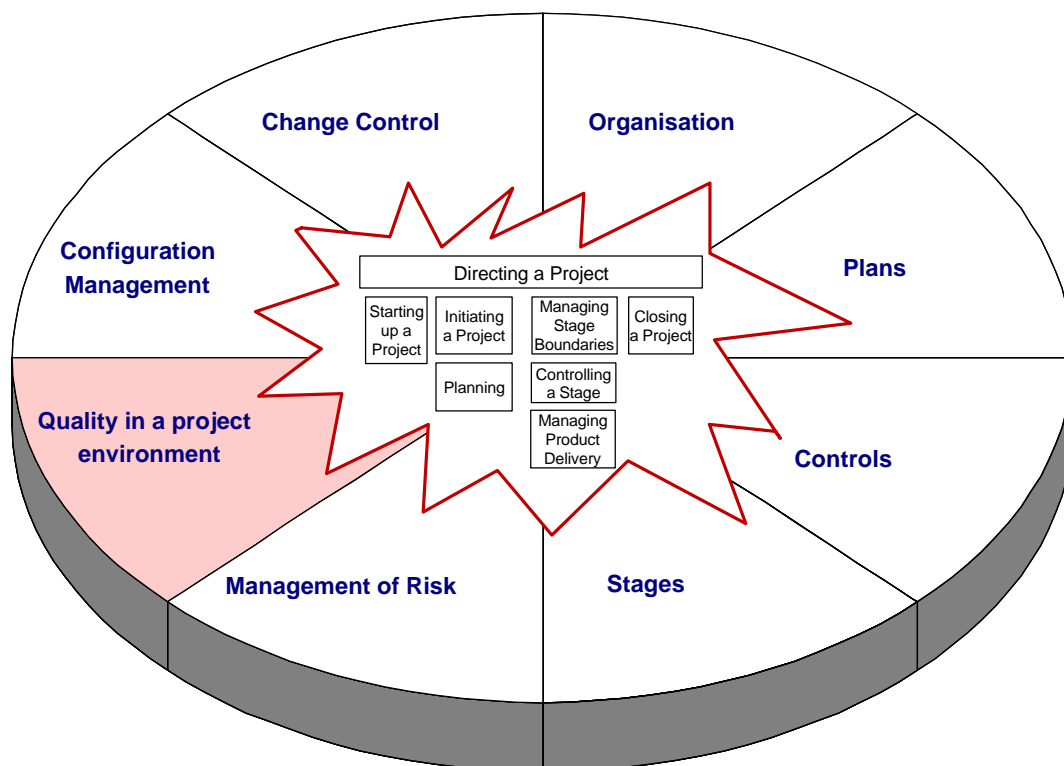 Change Control
Organisation
Configuration
Management
Plans
Directing a Project
Starting
up a
Project
Initiating
a Project
Managing
Stage
Boundaries
Closing
a Project
Planning
Controlling
a Stage
Managing
Product
Delivery
Quality in a project
environment
Controls
Management of Risk
Stages